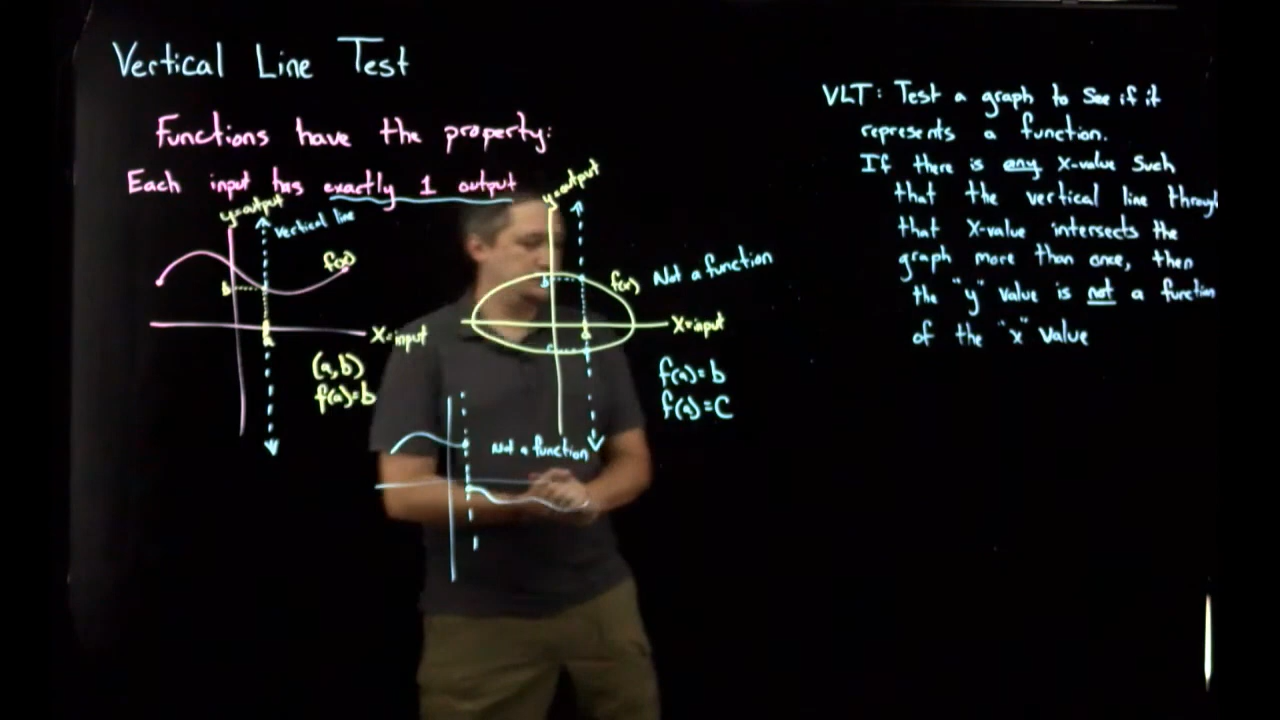 Vertical Line Test
Functions have the property:
Each input has exactly 1 output
y=output
vertical line
f(x)
b
X=input
a
(a,b)
f(a)=b
y=output
f(x)
Not a function
b
X=input
a
f(a)=b
f(a)=C
Not a function
VLT: Test a graph to see if it
represents a function.
If there is any X-value such
that the vertical line through
that X-value intersects the
graph more than once, then
the "y" value is not a function
of the "x" value